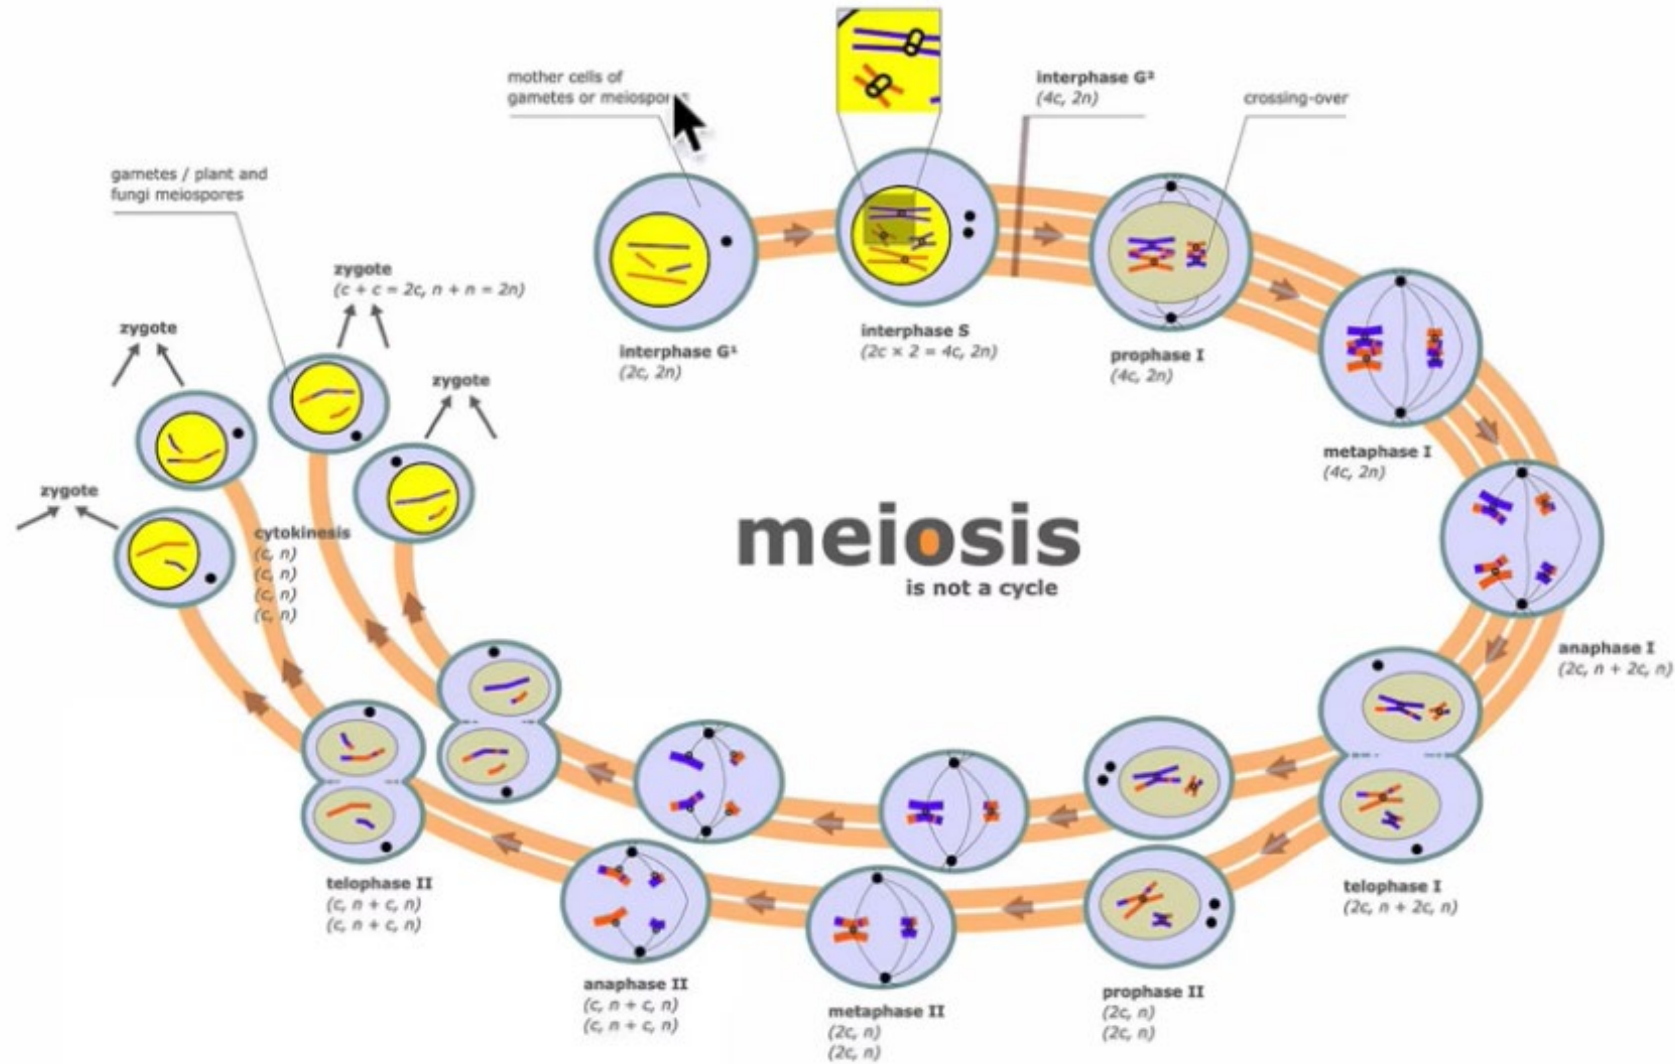 mother cells of
gametes or meiospores
interphase G²
(4c, 2n)
crossing-over
gametes / plant and
fungi meiospores
zygote
(c + c = 2c, n + n = 2n)
zygote
zygote
zygote
interphase G¹
(2c, 2n)
interphase S
(2c × 2 = 4c, 2n)
prophase I
(4c, 2n)
metaphase I
(4c, 2n)
meiosis
is not a cycle
cytokinesis
(c, n)
(c, n)
(c, n)
(c, n)
anaphase I
(2c, n + 2c, n)
telophase I
(2c, n + 2c, n)
telophase II
(c, n + c, n)
(c, n + c, n)
anaphase II
(c, n + c, n)
(c, n + c, n)
metaphase II
(2c, n)
(2c, n)
prophase II
(2c, n)
(2c, n)